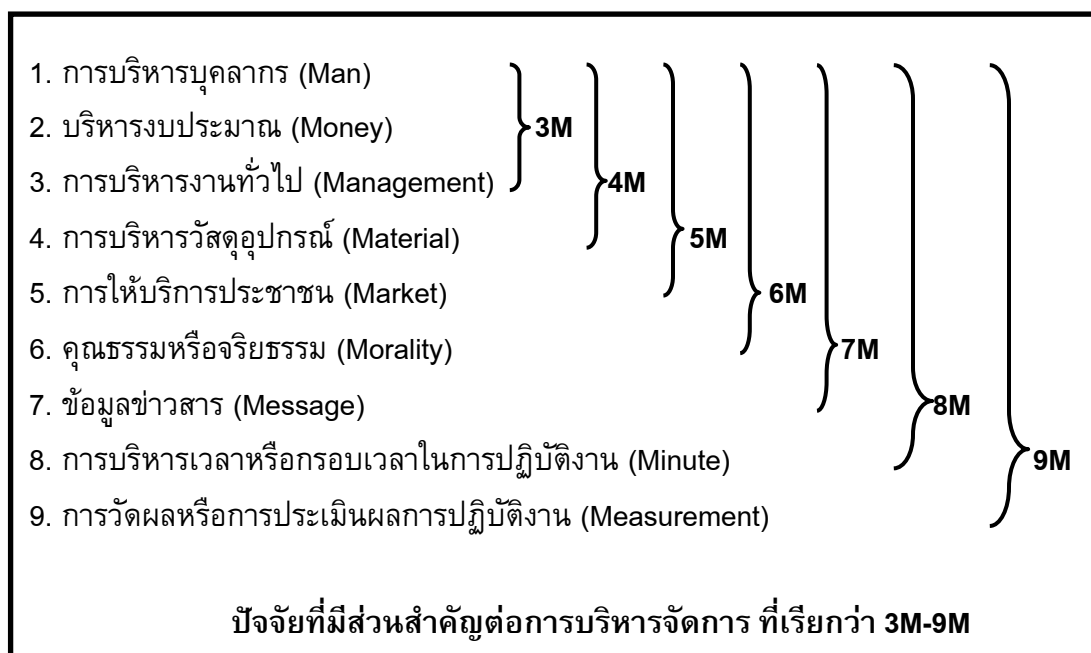 1. การบริหารบุคลากร (Man)
2. บริหารงบประมาณ (Money) 3M
3. การบริหารงานทั่วไป (Management) 4M
4. การบริหารวัสดุอุปกรณ์ (Material) 5M
5. การให้บริการประชาชน (Market) 6M
6. คุณธรรมหรือจริยธรรม (Morality) 7M
7. ข้อมูลข่าวสาร (Message) 8M
8. การบริหารเวลาหรือกรอบเวลาในการปฏิบัติงาน (Minute) 9M
9. การวัดผลหรือการประเมินผลการปฏิบัติงาน (Measurement)
ปัจจัยที่มีส่วนสำคัญต่อการบริหารจัดการ ที่เรียกว่า 3M-9M